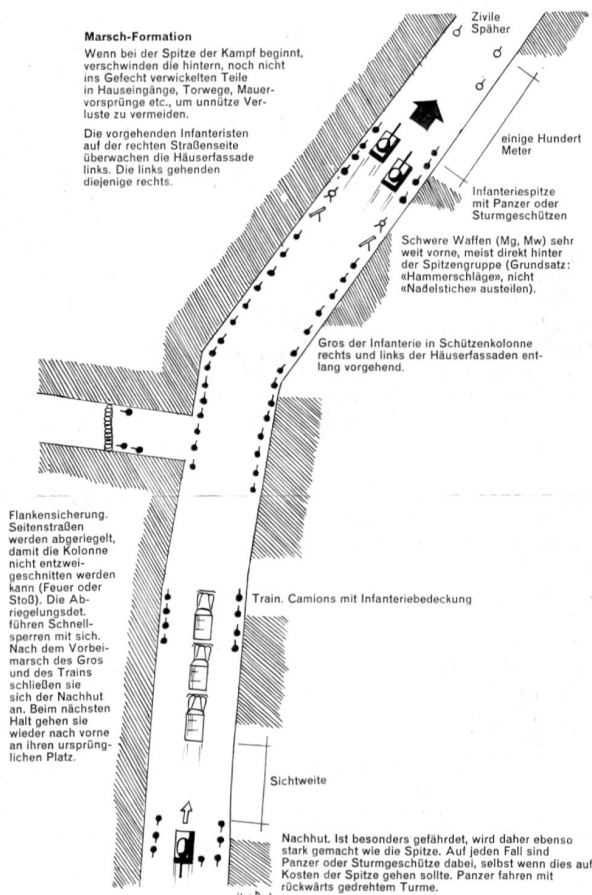 Marsch-Formation
Wenn bei der Spitze der Kampf beginnt,
verschwinden die hintern, noch nicht
ins Gefecht verwickelten Teile
in Hauseingänge, Torwege, Mauer-
vorsprünge etc., um unnütze Ver-
luste zu vermeiden.
Die vorgehenden Infanteristen
auf der rechten Straßenseite
überwachen die Häuserfassade
links. Die links gehenden
diejenige rechts.
Zivile
Späher
einige Hundert
Meter
Infanteriespitze
mit Panzer oder
Sturmgeschützen
Schwere Waffen (Mg, Mw) sehr
weit vorne, meist direkt hinter
der Spitzengruppe (Grundsatz:
«Hammerschläge», nicht
«Nadelstiche» austeilen).
Gros der Infanterie in Schützenkolonne
rechts und links der Häuserfassaden ent-
lang vorgehend.
Flankensicherung.
Seitenstraßen
werden abgeriegelt,
damit die Kolonne
nicht entzwei-
geschnitten werden
kann (Feuer oder
Stoß). Die Ab-
riegelungsdet.
führen Schnell-
sperren mit sich.
Nach dem Vorbei-
marsch des Gros
und des Trains
schließen sie
sich der Nachhut
an. Beim nächsten
Halt gehen sie
wieder nach vorne
an ihren ursprüng-
lichen Platz.
Train. Camions mit Infanteriebedeckung
Sichtweite
Nachhut. Ist besonders gefährdet, wird daher ebenso
stark gemacht wie die Spitze. Auf jeden Fall sind
Panzer oder Sturmgeschütze dabei, selbst wenn dies auf
Kosten der Spitze gehen sollte. Panzer fahren mit
rückwärts gedrehtem Turme.